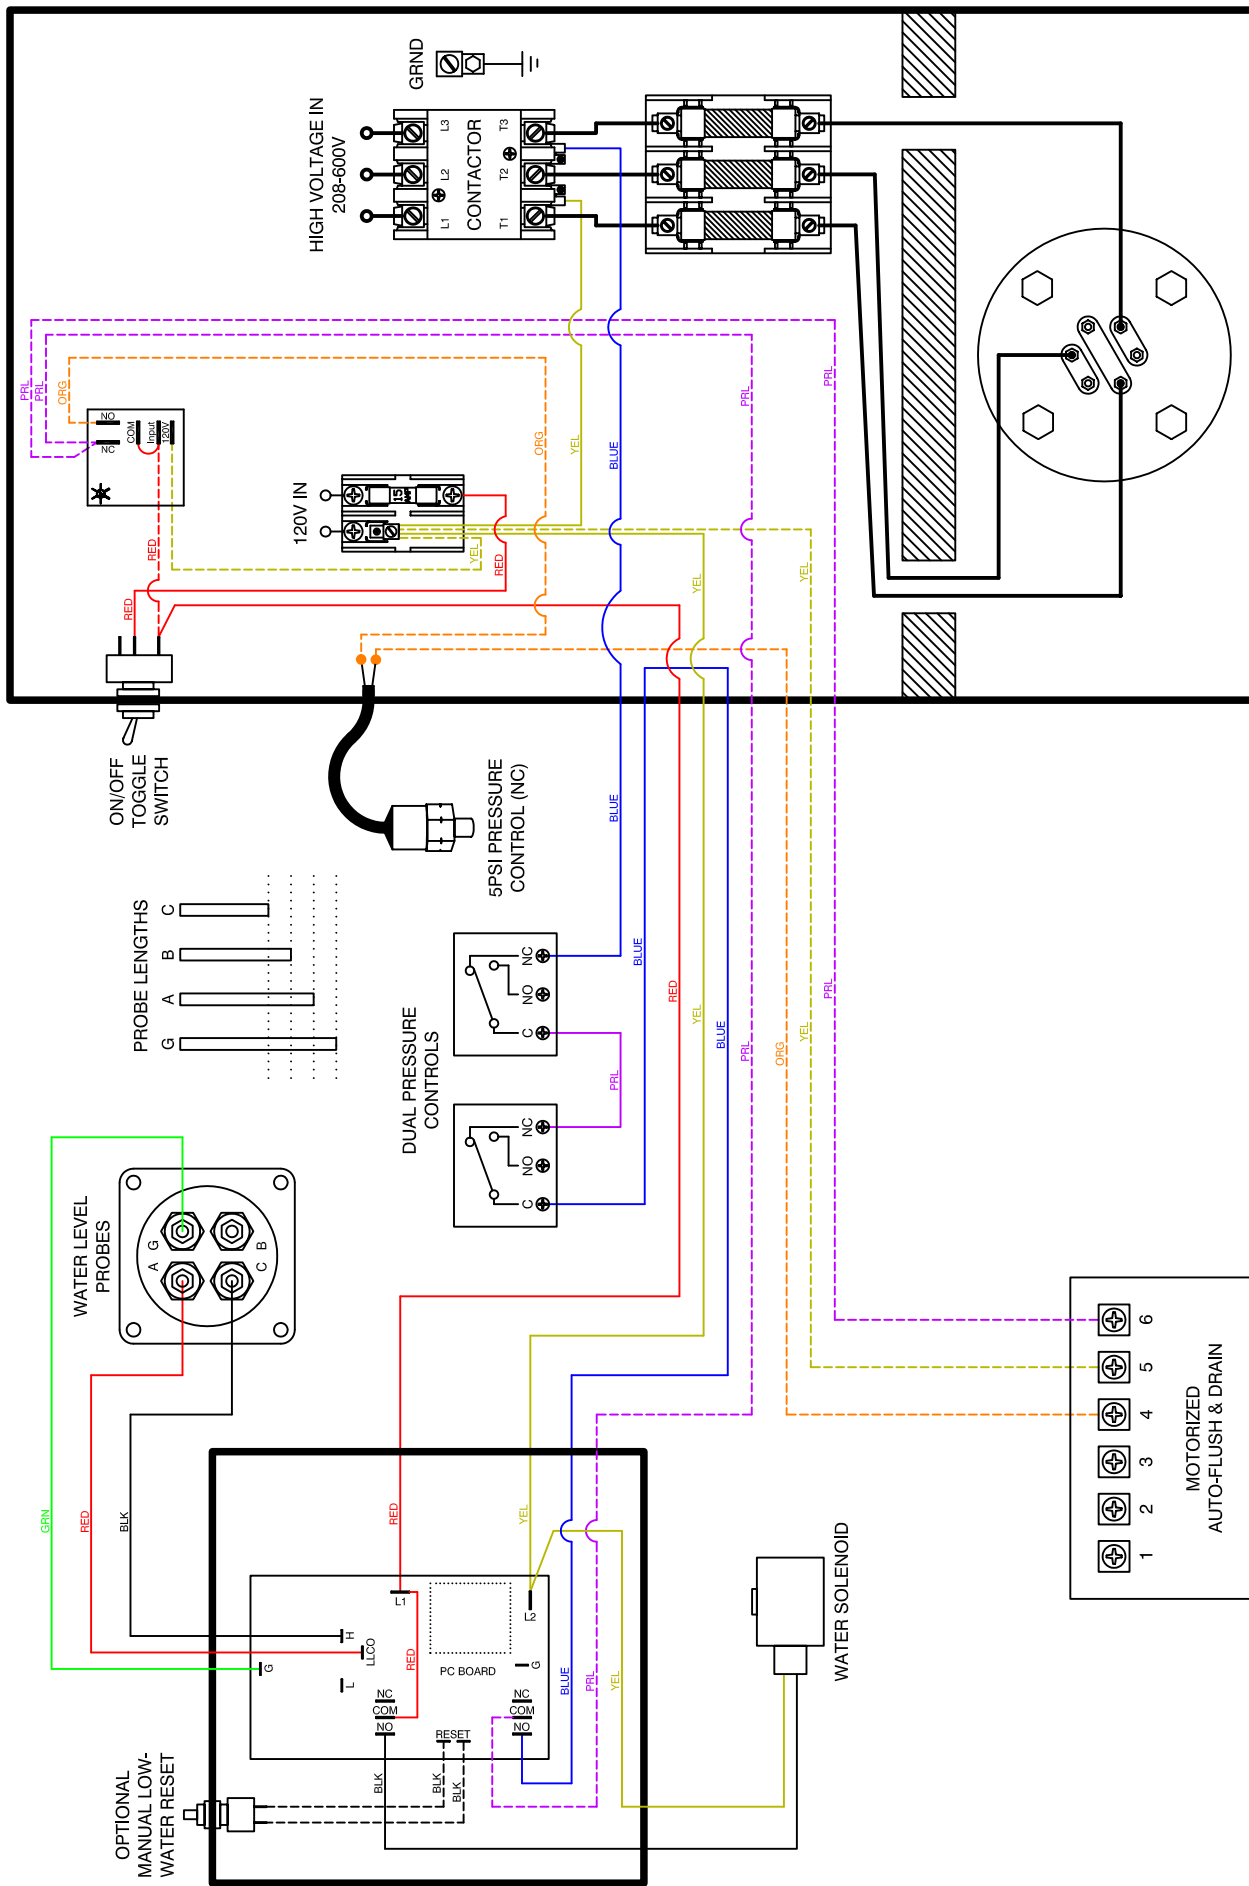 GRND
HIGH VOLTAGE IN
208-600V
L3
L2
L1
CONTACTOR
T3
T2
T1
PRL
PRL
ORG
NO
NC
COM
Input
120V
120V IN
15
AMP
RED
RED
YEL
RED
ORG
YEL
BLUE
YEL
PRL
YEL
PRL
ON/OFF
TOGGLE
SWITCH
5PSI PRESSURE
CONTROL (NC)
BLUE
PROBE LENGTHS
C
B
A
G
DUAL PRESSURE
CONTROLS
NC
NO
C
NC
NO
C
PRL
BLUE
RED
YEL
BLUE
PRL
ORG
YEL
PRL
WATER LEVEL
PROBES
A
G
C
B
GRN
RED
BLK
RED
YEL
L1
L2
H
LLCO
G
L
RED
PC BOARD
G
NC
COM
NO
NC
COM
NO
RESET
BLUE
PRL
YEL
BLK
BLK
BLK
OPTIONAL
MANUAL LOW-
WATER RESET
WATER SOLENOID
6
5
4
3
2
1
MOTORIZED
AUTO-FLUSH & DRAIN